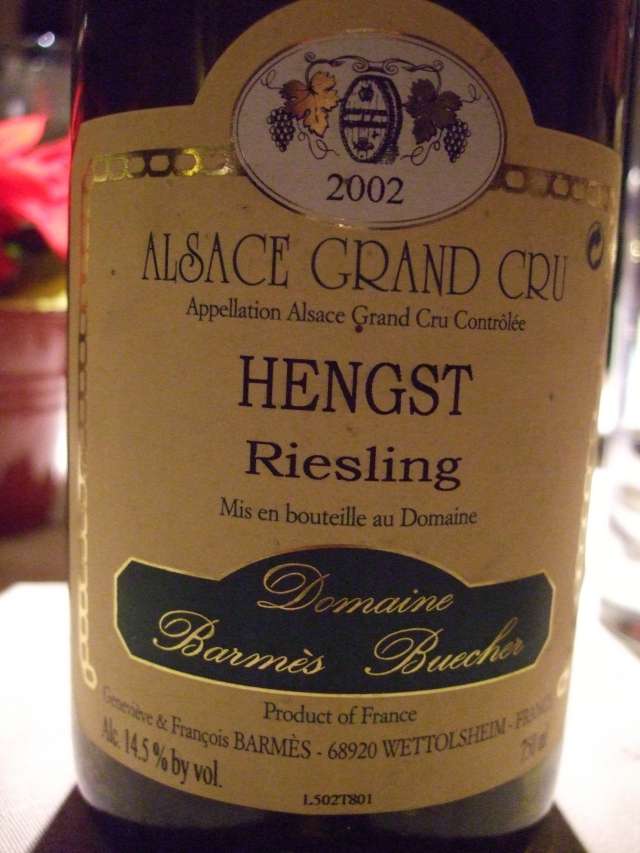 2002
ALSACE GRAND CRU
Appellation Alsace Grand Cru Contrôlée
HENGST
Riesling
Mis en bouteille au Domaine
Domaine
Barmès Buecher
Product of France
Geneviève & François BARMÈS - 68920 WETTOLSHEIM - FRANCE
Alc. 14.5 % by vol.
750 ml
L502T801